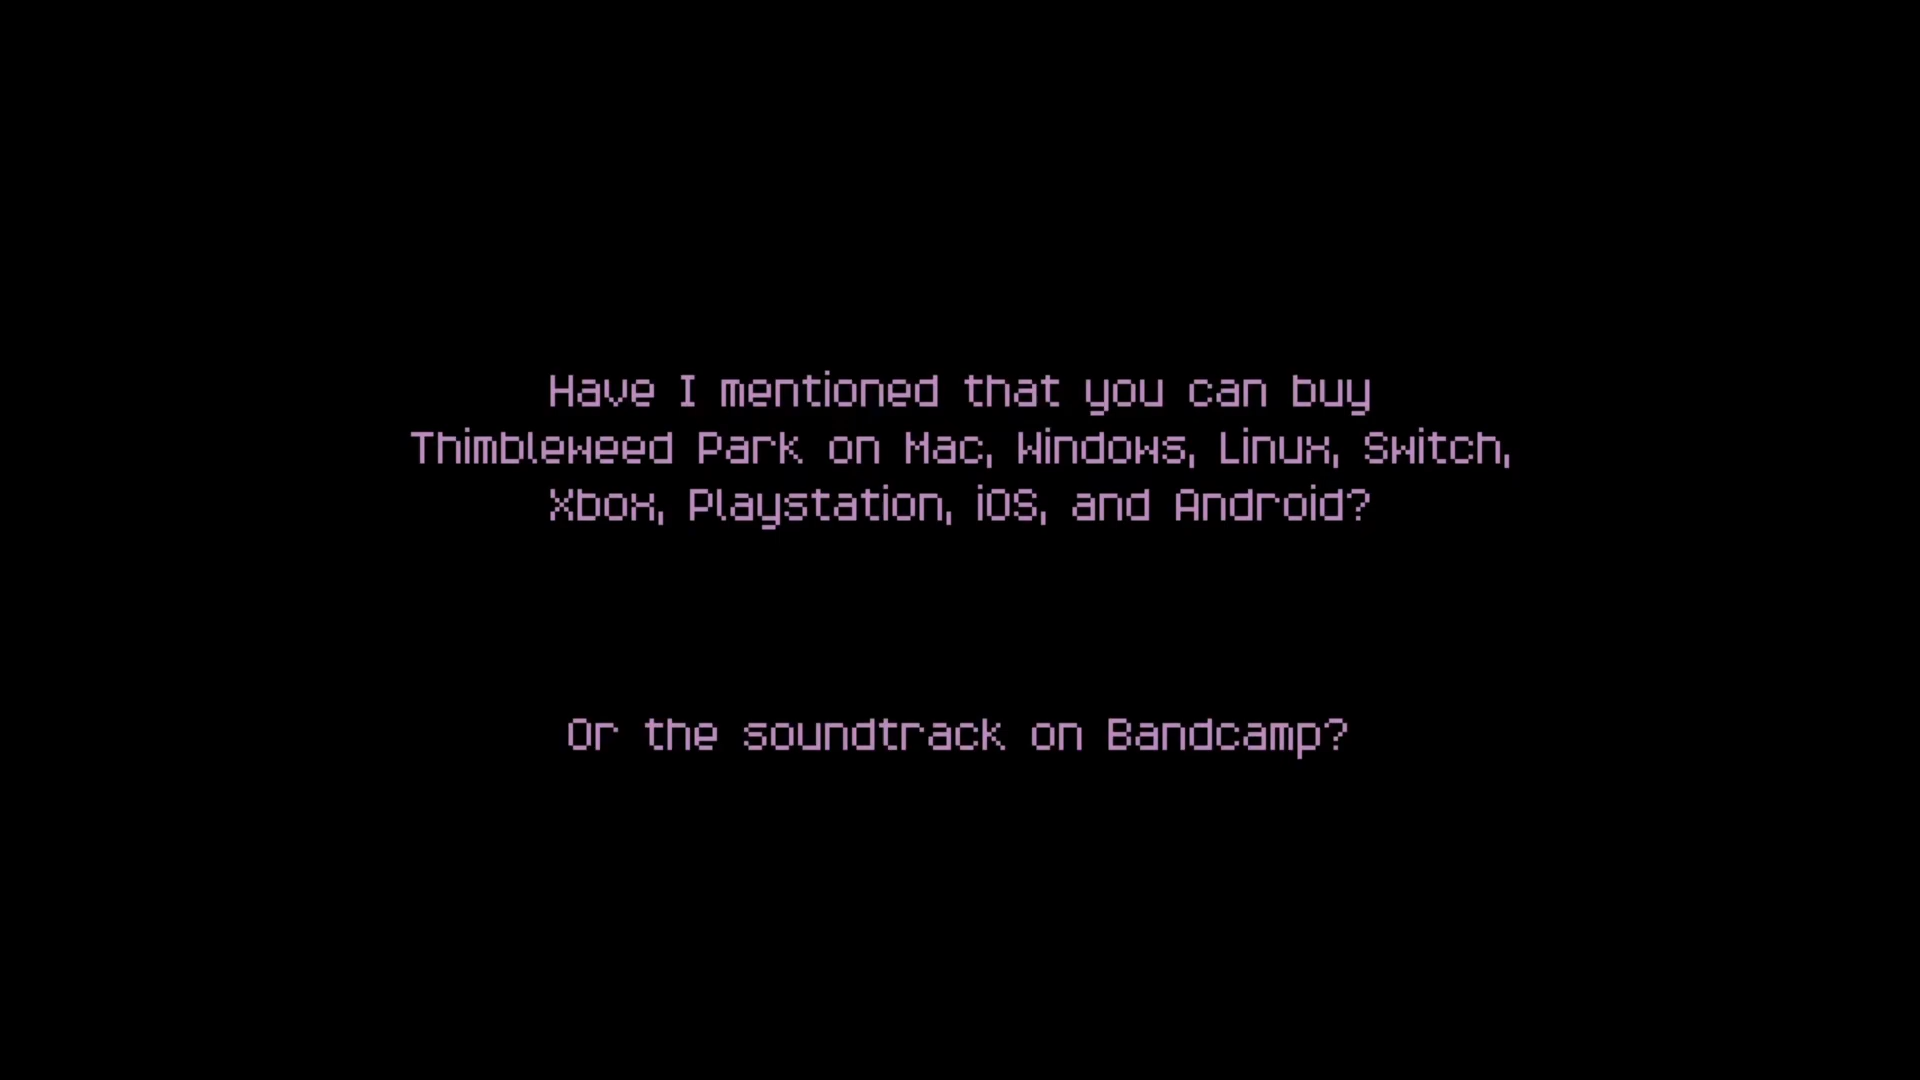 Have I mentioned that you can buy
Thimbleweed Park on Mac, Windows, Linux, Switch,
Xbox, Playstation, iOS, and Android?
Or the soundtrack on Bandcamp?